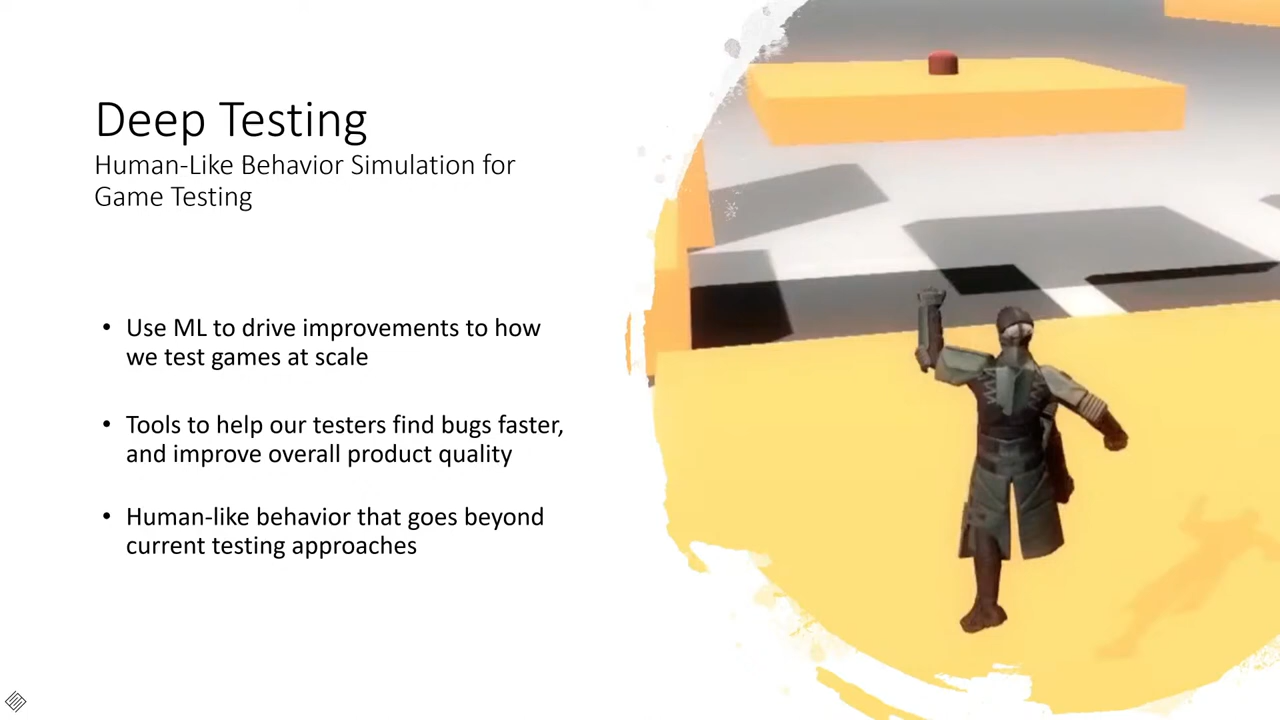 Deep Testing
Human-Like Behavior Simulation for
Game Testing
• Use ML to drive improvements to how
we test games at scale
• Tools to help our testers find bugs faster,
and improve overall product quality
• Human-like behavior that goes beyond
current testing approaches